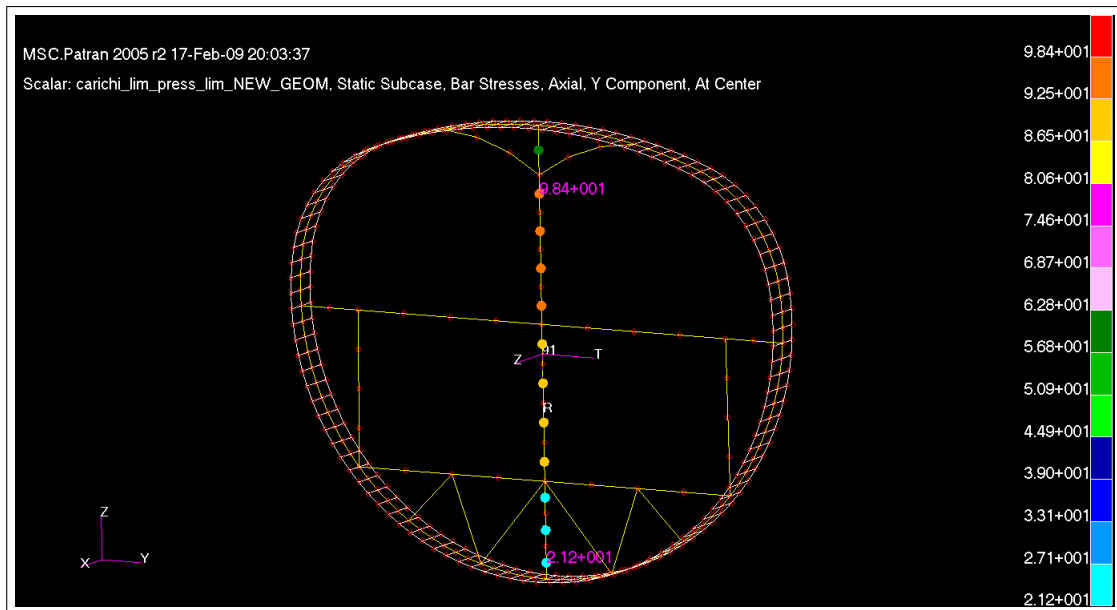 MSC.Patran 2005 r2 17-Feb-09 20:03:37
Scalar: carichi_lim_press_lim_NEW_GEOM, Static Subcase, Bar Stresses, Axial, Y Component, At Center
9.84+001
9.25+001
8.65+001
8.06+001
7.46+001
6.87+001
6.28+001
5.68+001
5.09+001
4.49+001
3.90+001
3.31+001
2.71+001
2.12+001
9.84+001
91
Z
T
R
2.12+001
Z
X
Y